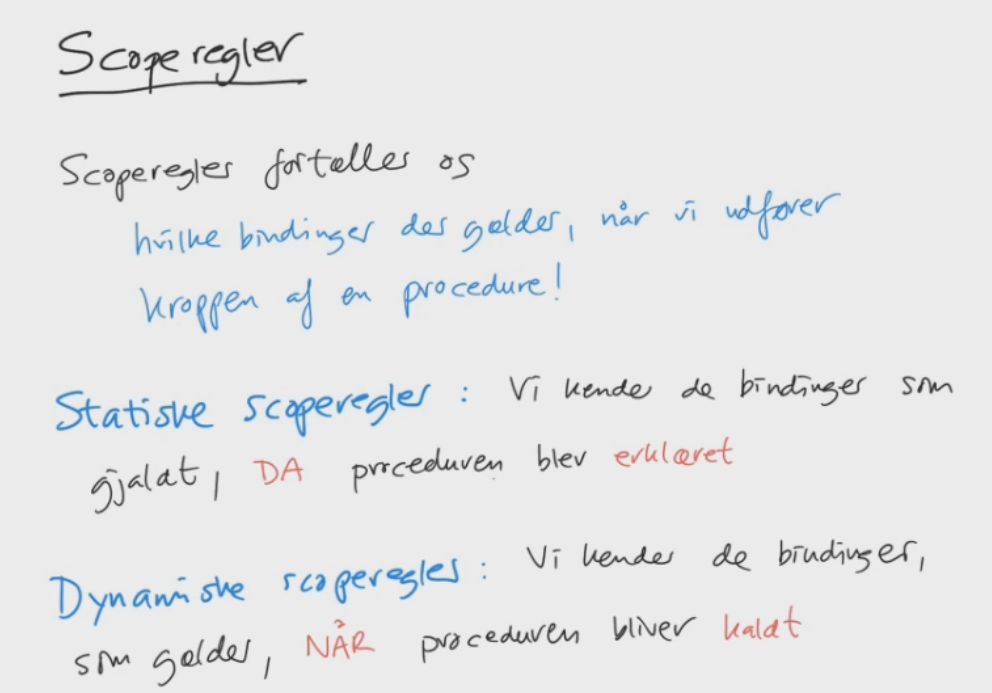 Scoperegler
Scoperegler fortæller os
hvilke bindinger der gælder, når vi udfører
kroppen af en procedure!
Statiske scoperegler : Vi kender de bindinger som
gjaldt, DA proceduren blev erklæret
Dynamiske scoperegler : Vi kender de bindinger,
som gælder, NÅR proceduren bliver kaldt